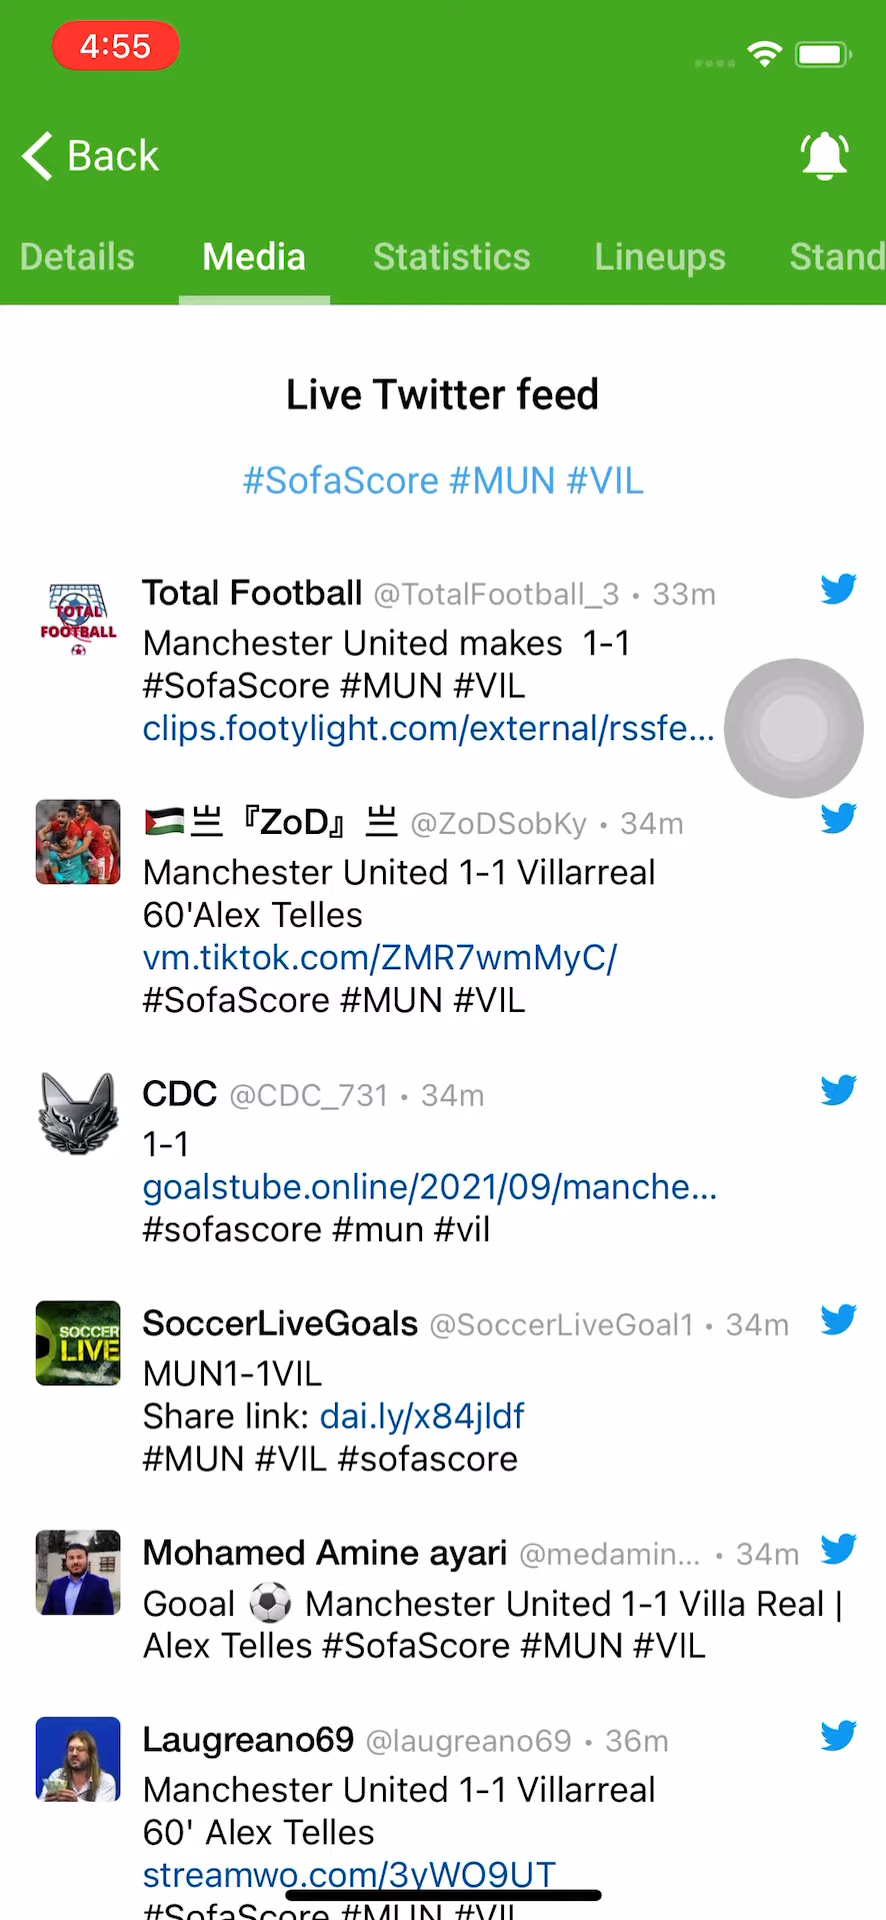 4:55
Back
Details Media Statistics Lineups Stand
Live Twitter feed
#SofaScore #MUN #VIL
TOTAL
FOOTBALL
Total Football @TotalFootball_3 • 33m
Manchester United makes 1-1
#SofaScore #MUN #VIL
clips.footylight.com/external/rssfe...
🇵🇸亗『ZoD』亗 @ZoDSobKy • 34m
Manchester United 1-1 Villarreal
60'Alex Telles
vm.tiktok.com/ZMR7wmMyC/
#SofaScore #MUN #VIL
CDC @CDC_731 • 34m
1-1
goalstube.online/2021/09/manche...
#sofascore #mun #vil
SOCCER
LIVE
SoccerLiveGoals @SoccerLiveGoal1 • 34m
MUN1-1VIL
Share link: dai.ly/x84jldf
#MUN #VIL #sofascore
Mohamed Amine ayari @medamin... • 34m
Gooal ⚽ Manchester United 1-1 Villa Real |
Alex Telles #SofaScore #MUN #VIL
Laugreano69 @laugreano69 • 36m
Manchester United 1-1 Villarreal
60' Alex Telles
streamwo.com/3yWO9UT
#SofaScore #MUN #VIL